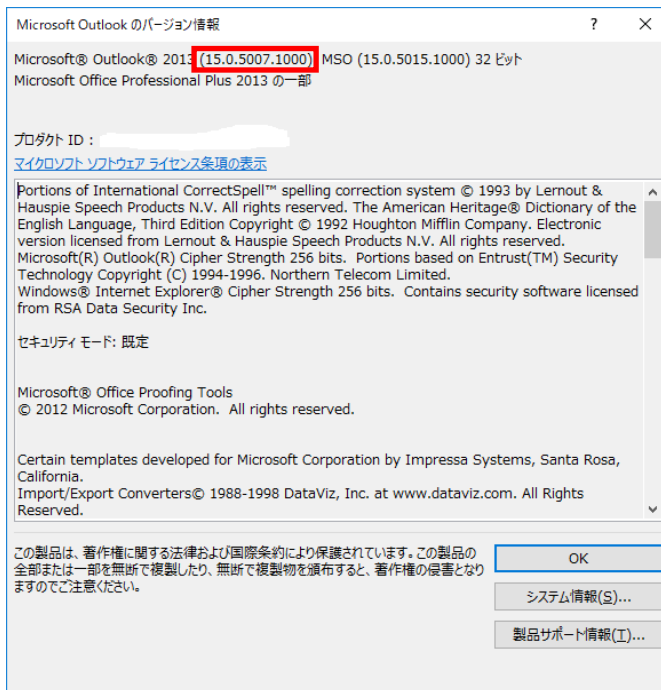 Microsoft Outlook のバージョン情報
Microsoft® Outlook® 2013 (15.0.5007.1000) MSO (15.0.5015.1000) 32 ビット
Microsoft Office Professional Plus 2013 の一部
プロダクト ID :
マイクロソフト ソフトウェア ライセンス条項の表示
Portions of International CorrectSpell™ spelling correction system © 1993 by Lernout &
Hauspie Speech Products N.V. All rights reserved. The American Heritage® Dictionary of the
English Language, Third Edition Copyright © 1992 Houghton Mifflin Company. Electronic
version licensed from Lernout & Hauspie Speech Products N.V. All rights reserved.
Microsoft(R) Outlook(R) Cipher Strength 256 bits.  Portions based on Entrust(TM) Security
Technology Copyright (C) 1994-1996. Northern Telecom Limited.
Windows® Internet Explorer® Cipher Strength 256 bits.  Contains security software licensed
from RSA Data Security Inc.
セキュリティ モード: 既定
Microsoft® Office Proofing Tools
© 2012 Microsoft Corporation.  All rights reserved.
Certain templates developed for Microsoft Corporation by Impressa Systems, Santa Rosa,
California.
Import/Export Converters© 1988-1998 DataViz, Inc. at www.dataviz.com. All Rights
Reserved.
この製品は、著作権に関する法律および国際条約により保護されています。この製品の
全部または一部を無断で複製したり、無断で複製物を頒布すると、著作権の侵害となり
ますのでご注意ください。
OK
システム情報(S)...
製品サポート情報(T)...